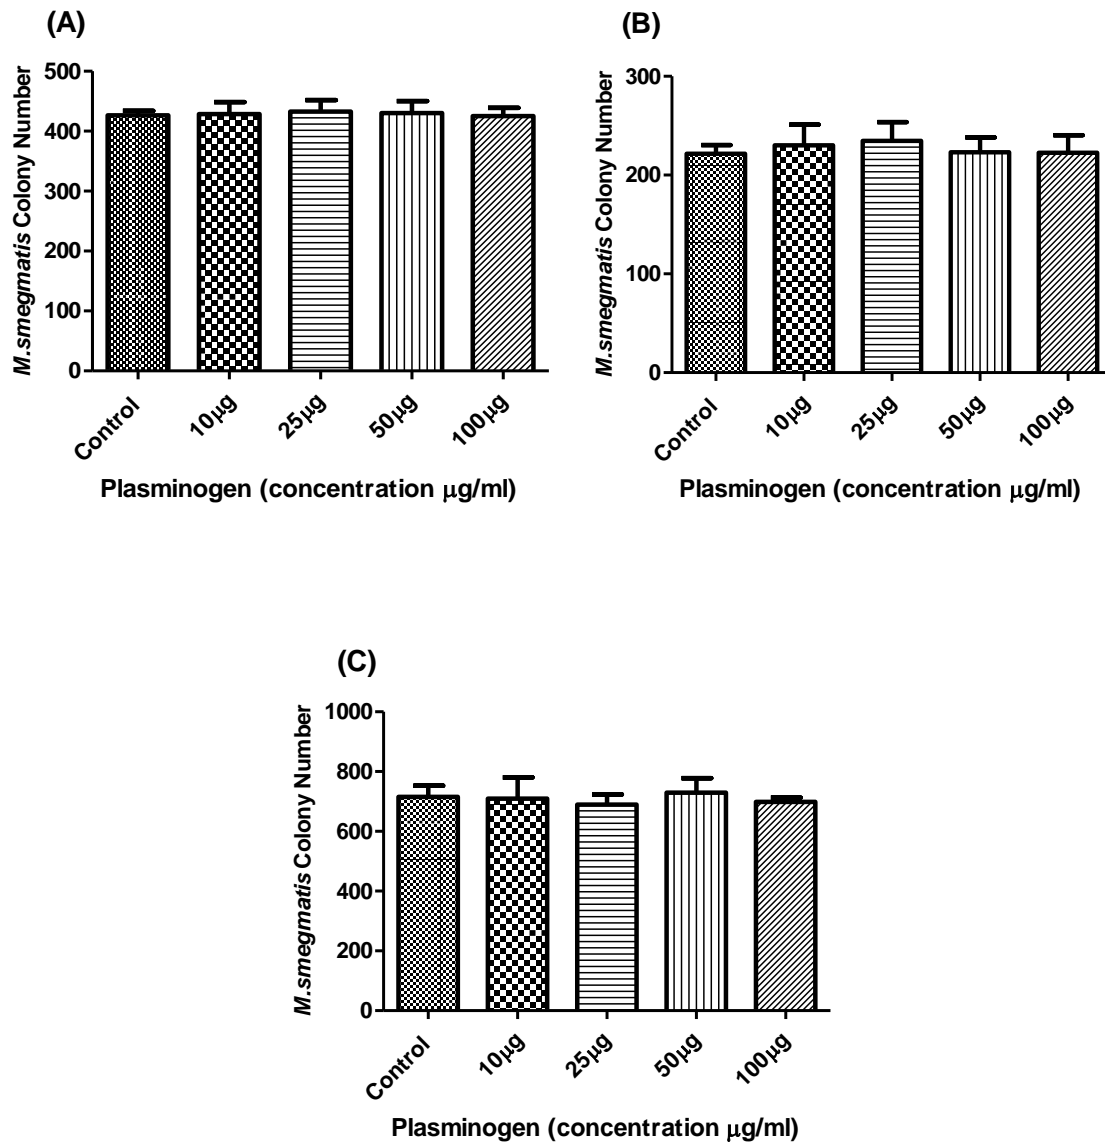 (A)
M.smegmatis Colony Number
500
400
300
200
100
0
Control
10µg
25µg
50µg
100µg
Plasminogen (concentration µg/ml)
(B)
M.smegmatis Colony Number
300
200
100
0
Control
10µg
25µg
50µg
100µg
Plasminogen (concentration µg/ml)
(C)
M.smegmatis Colony Number
1000
800
600
400
200
0
Control
10µg
25µg
50µg
100µg
Plasminogen (concentration µg/ml)